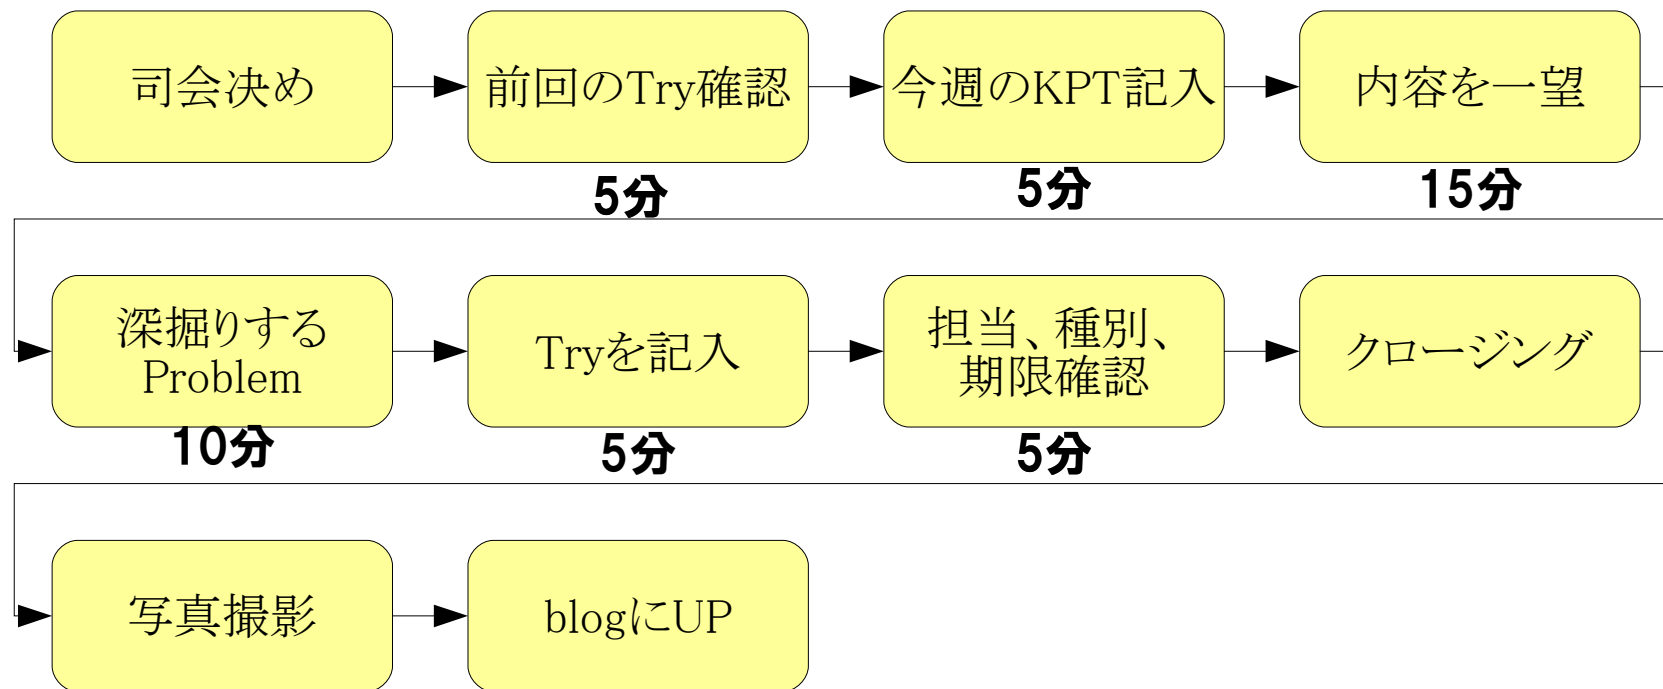 司会決め
前回のTry確認
今週のKPT記入
内容を一望
5分
5分
15分
深掘りする
Problem
Tryを記入
担当、種別、
期限確認
クロージング
10分
5分
5分
写真撮影
blogにUP